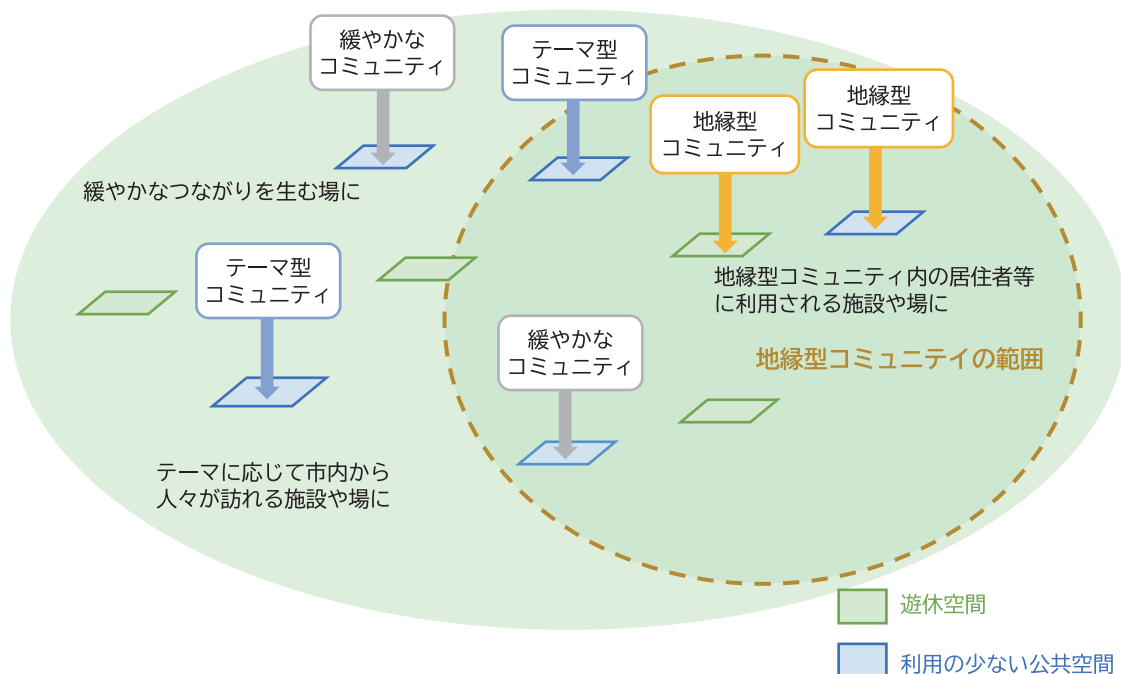 緩やかな
コミュニティ
テーマ型
コミュニティ
地縁型
コミュニティ
地縁型
コミュニティ
緩やかなつながりを生む場に
テーマ型
コミュニティ
地縁型コミュニティ内の居住者等
に利用される施設や場に
緩やかな
コミュニティ
地縁型コミュニテイの範囲
テーマに応じて市内から
人々が訪れる施設や場に
遊休空間
利用の少ない公共空間